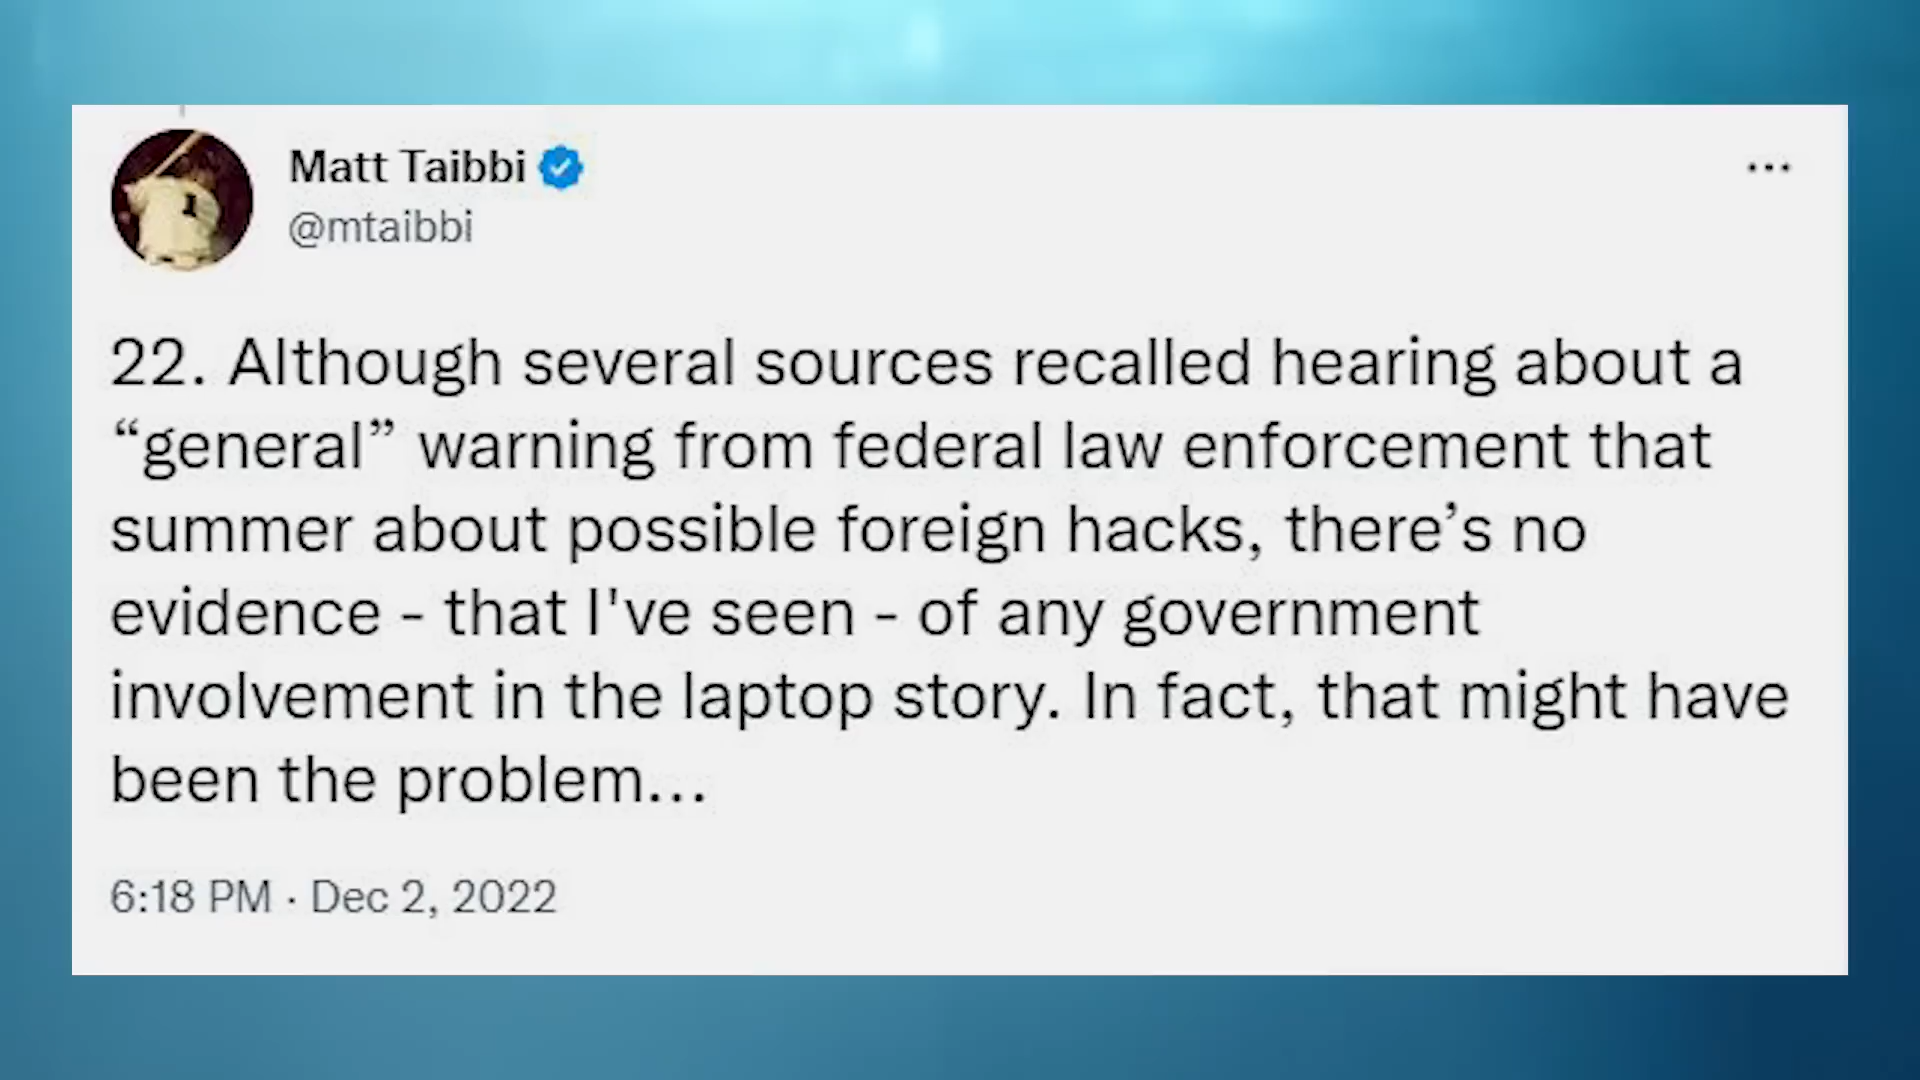 Matt Taibbi
@mtaibbi
22. Although several sources recalled hearing about a
“general” warning from federal law enforcement that
summer about possible foreign hacks, there’s no
evidence - that I've seen - of any government
involvement in the laptop story. In fact, that might have
been the problem...
6:18 PM · Dec 2, 2022